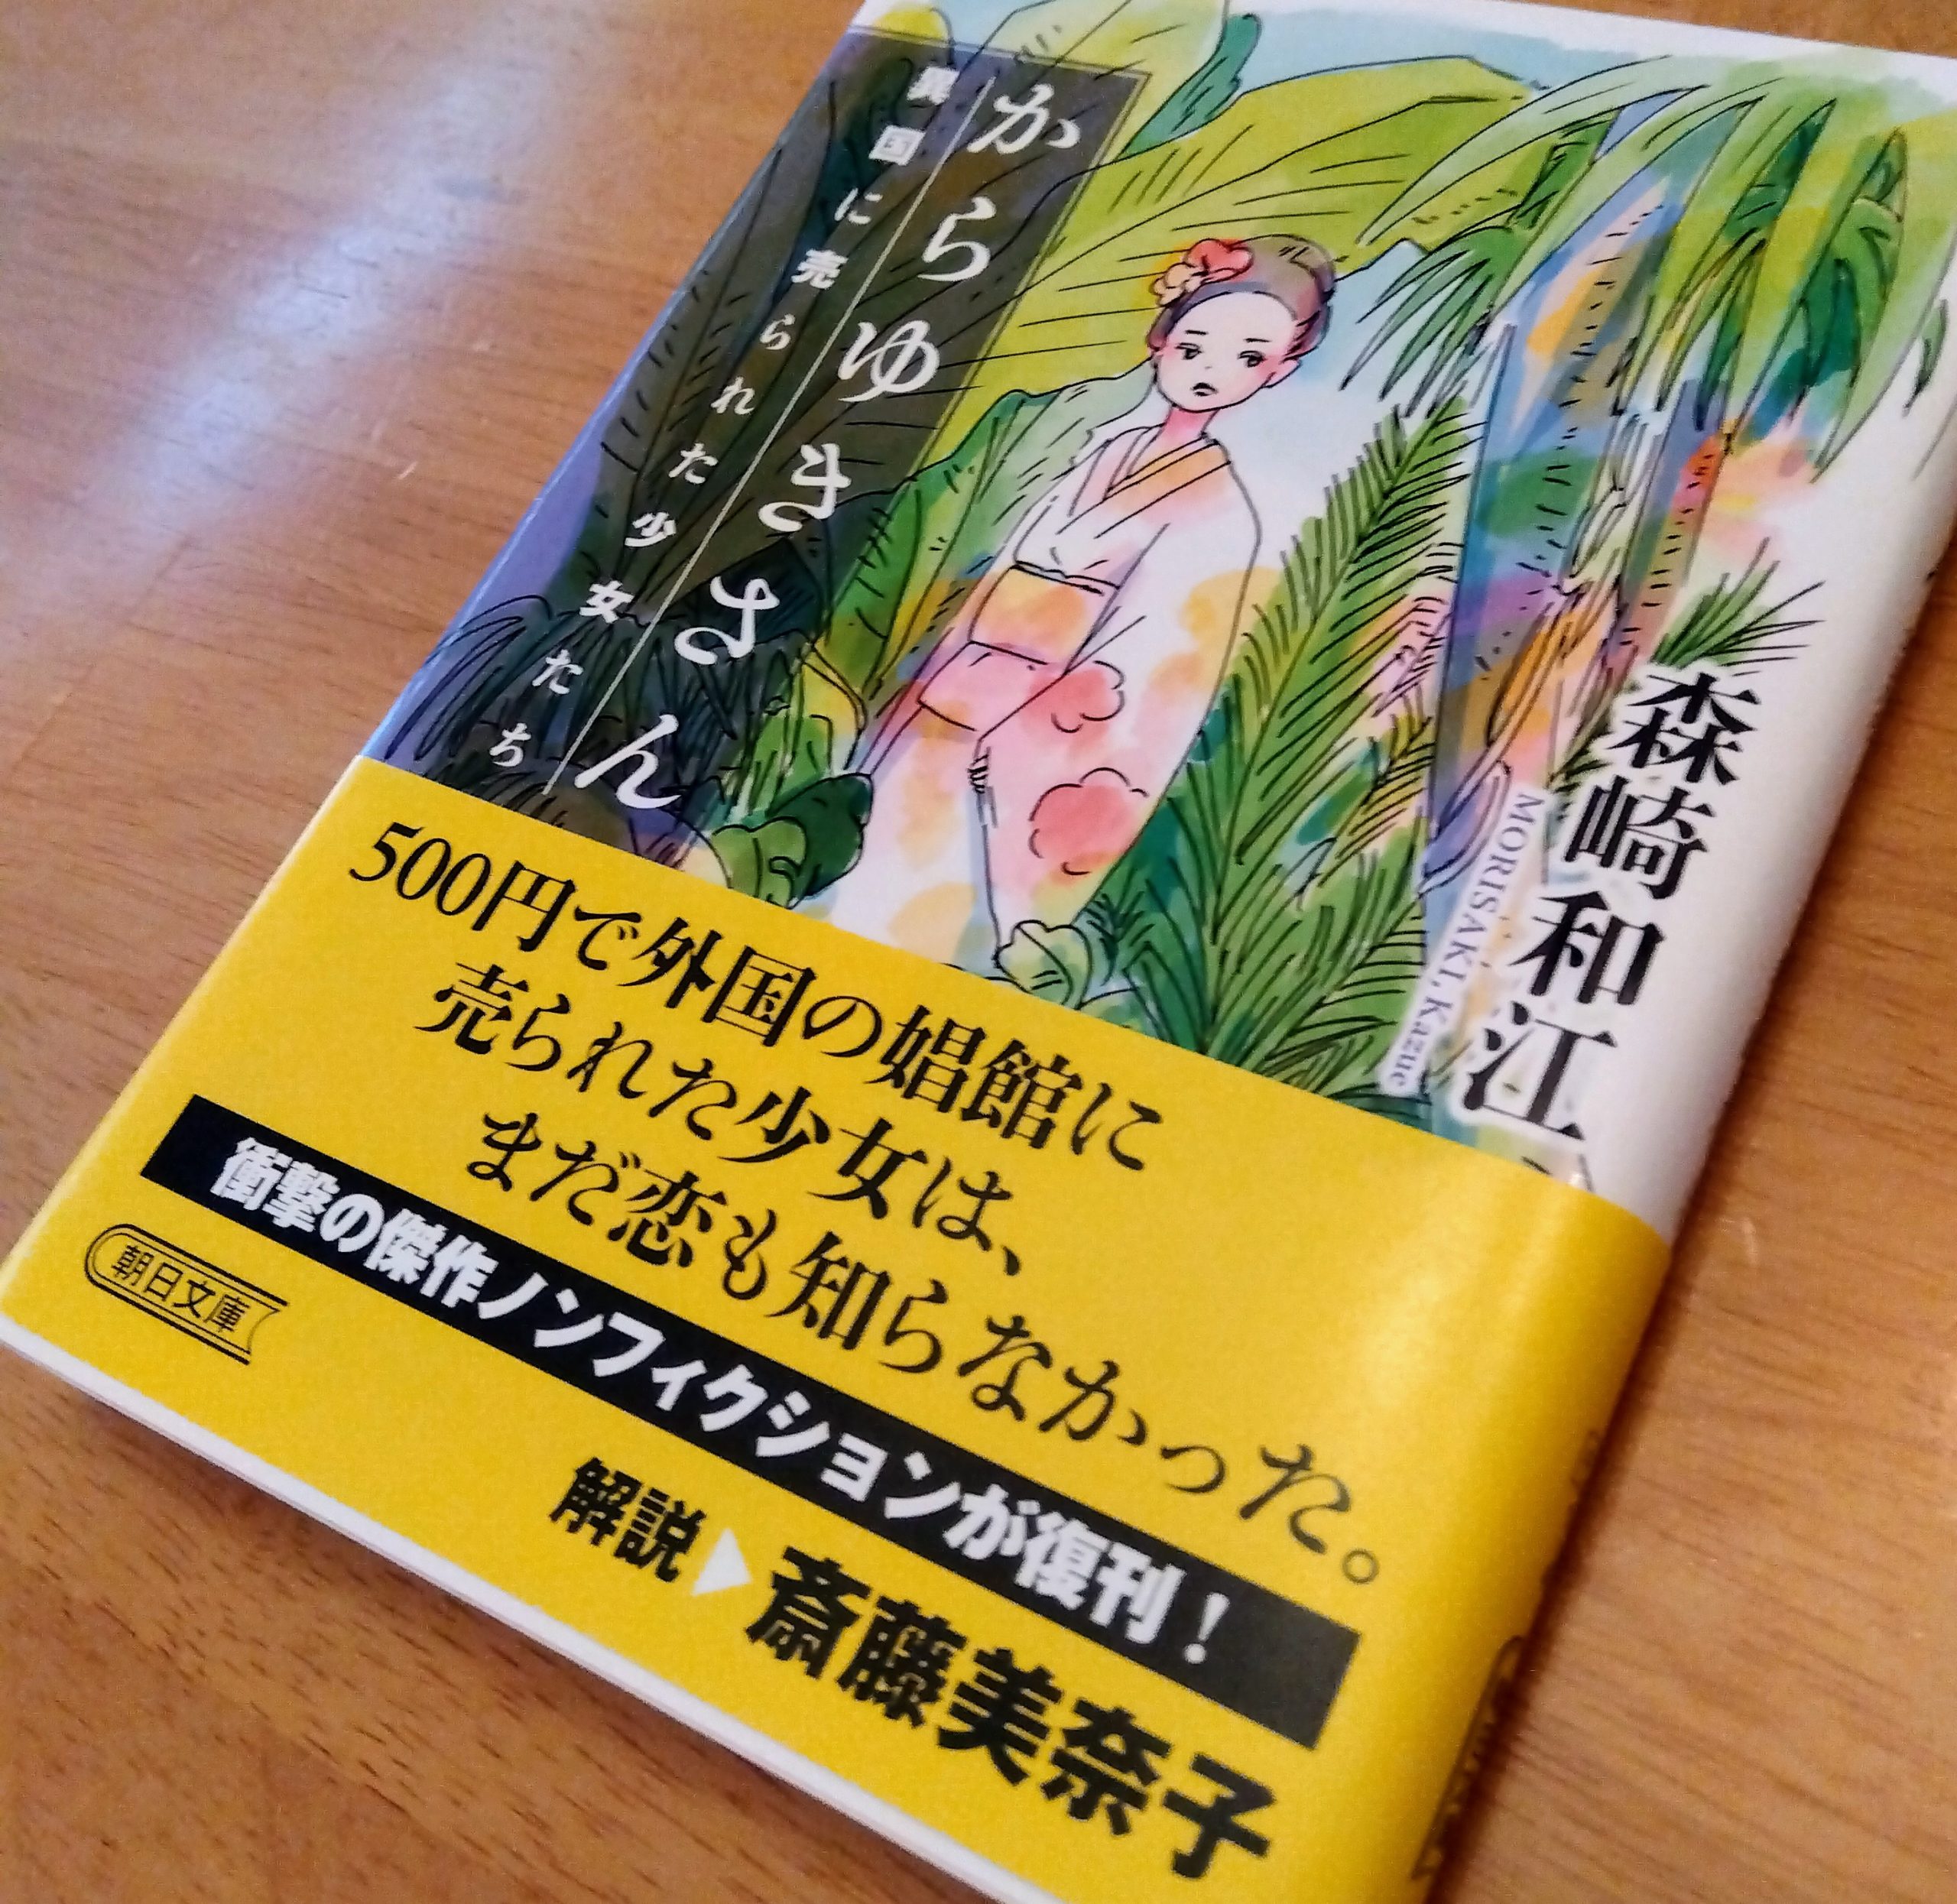 からゆきさん
異国に売られた少女たち
森崎和江
MORISAKI, Kazue
500円で外国の娼館に
売られた少女は、
まだ恋も知らなかった。
衝撃の傑作ノンフィクションが復刊！
朝日文庫
解説▶斎藤美奈子